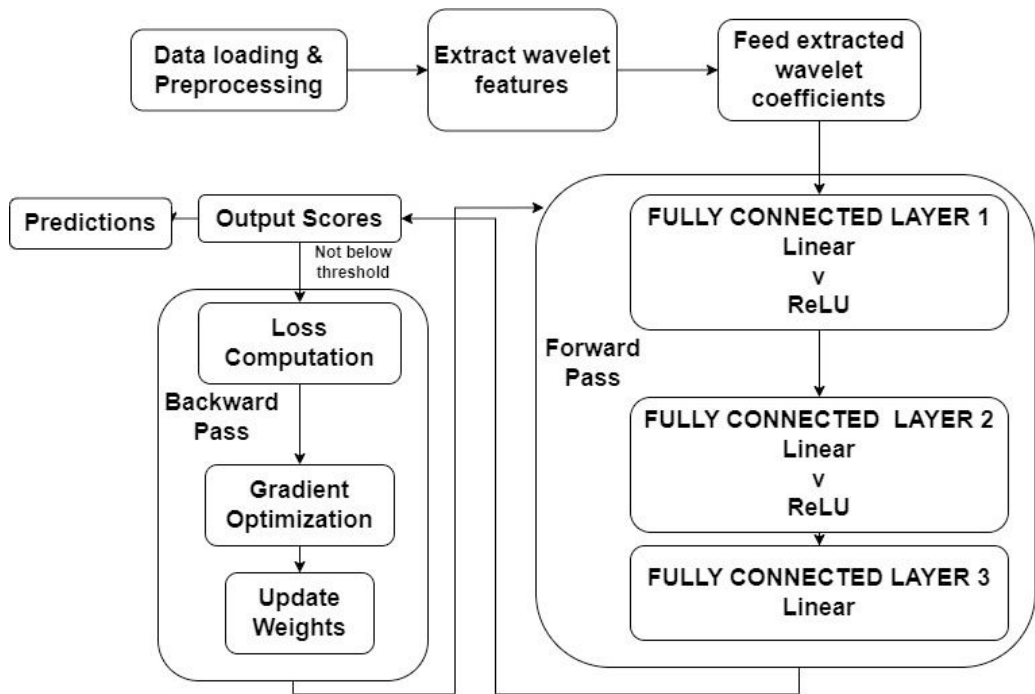 Data loading &
Preprocessing
Extract wavelet
features
Feed extracted
wavelet
coefficients
Predictions
Output Scores
Not below
threshold
Loss
Computation
Backward
Pass
Gradient
Optimization
Update
Weights
Forward
Pass
FULLY CONNECTED LAYER 1
Linear
v
ReLU
FULLY CONNECTED LAYER 2
Linear
v
ReLU
FULLY CONNECTED LAYER 3
Linear